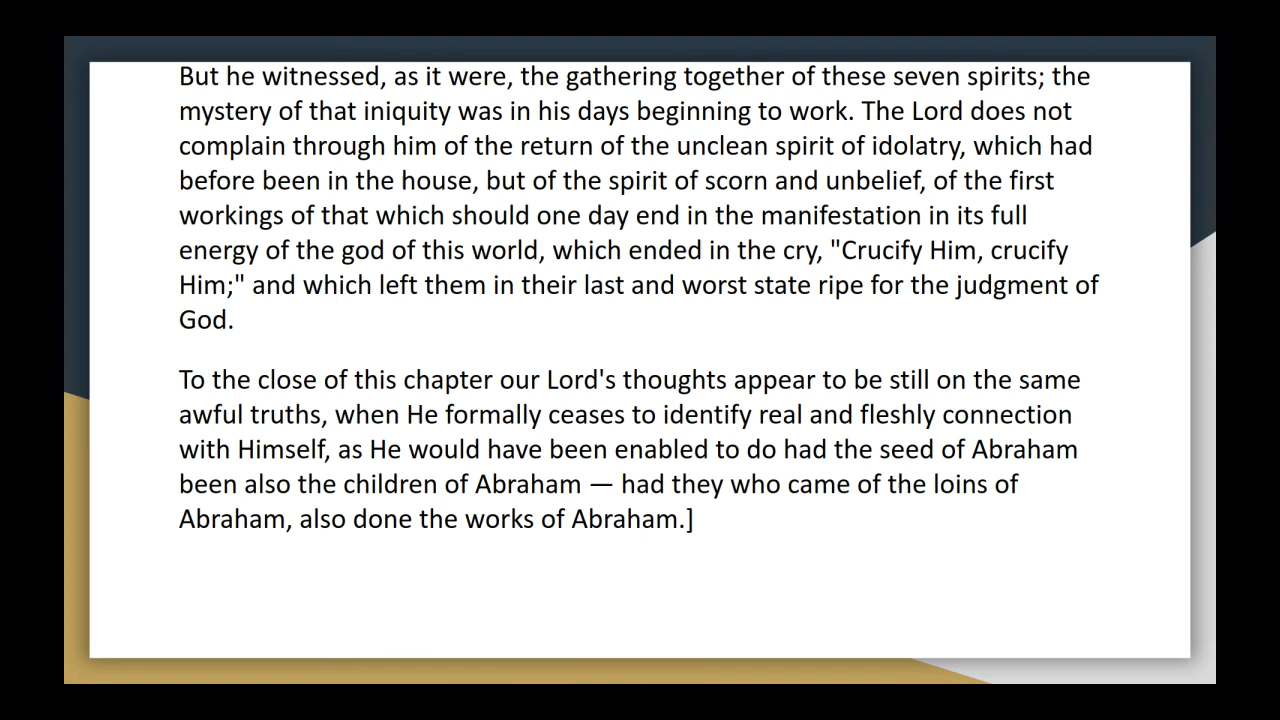 But he witnessed, as it were, the gathering together of these seven spirits; the
mystery of that iniquity was in his days beginning to work. The Lord does not
complain through him of the return of the unclean spirit of idolatry, which had
before been in the house, but of the spirit of scorn and unbelief, of the first
workings of that which should one day end in the manifestation in its full
energy of the god of this world, which ended in the cry, "Crucify Him, crucify
Him;" and which left them in their last and worst state ripe for the judgment of
God.
To the close of this chapter our Lord's thoughts appear to be still on the same
awful truths, when He formally ceases to identify real and fleshly connection
with Himself, as He would have been enabled to do had the seed of Abraham
been also the children of Abraham — had they who came of the loins of
Abraham, also done the works of Abraham.]